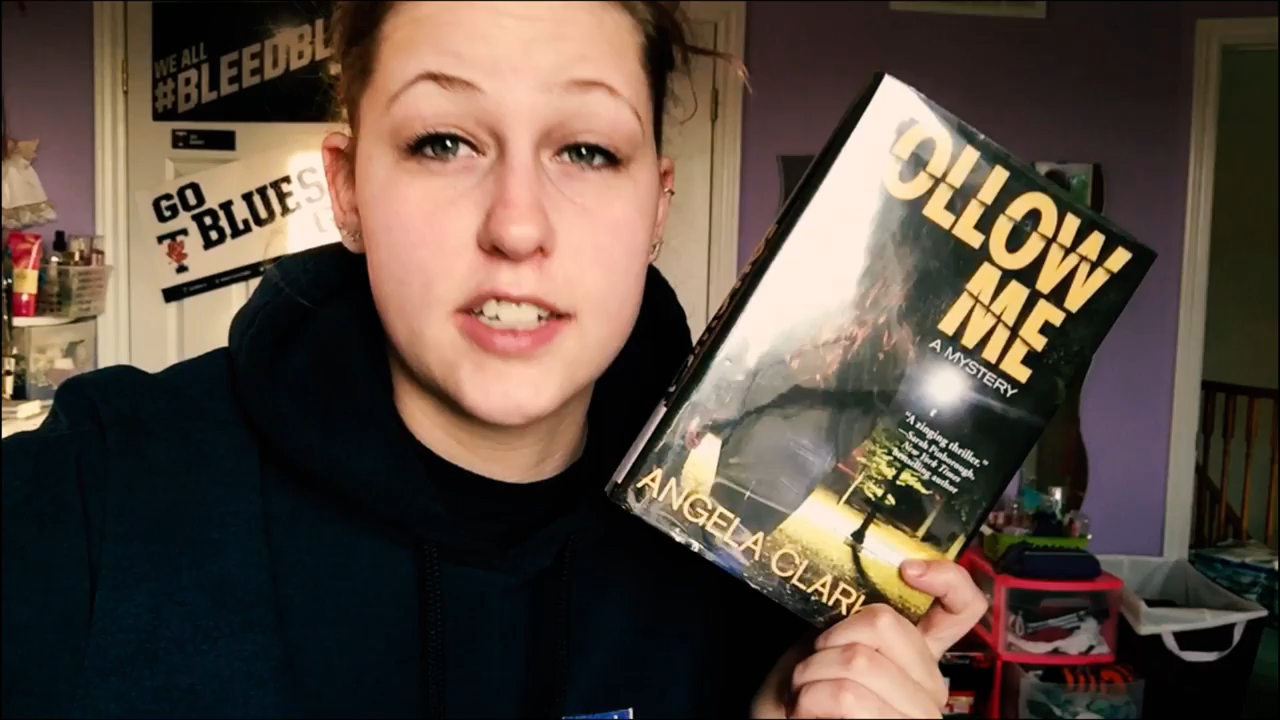 WE ALL
#BLEEDBL
GO
BLUES
T
OLLOW
ME
A MYSTERY
"A zinging thriller."
—Sarah Pinborough,
New York Times
bestselling author
ANGELA CLARK